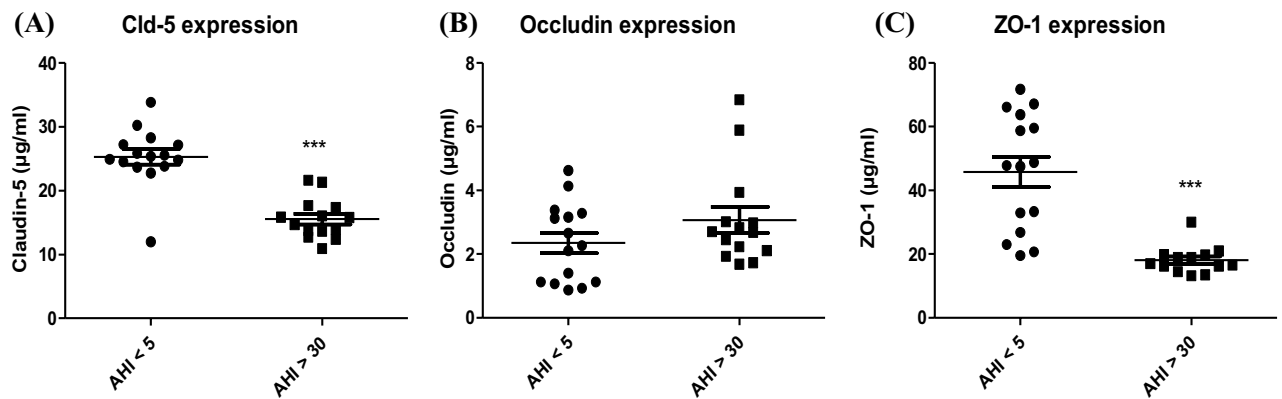 (A) Cld-5 expression
Claudin-5 (µg/ml)
40
30
20
10
0
***
AHI < 5
AHI > 30
(B) Occludin expression
Occludin (µg/ml)
8
6
4
2
0
AHI < 5
AHI > 30
(C) ZO-1 expression
ZO-1 (µg/ml)
80
60
40
20
0
***
AHI < 5
AHI > 30